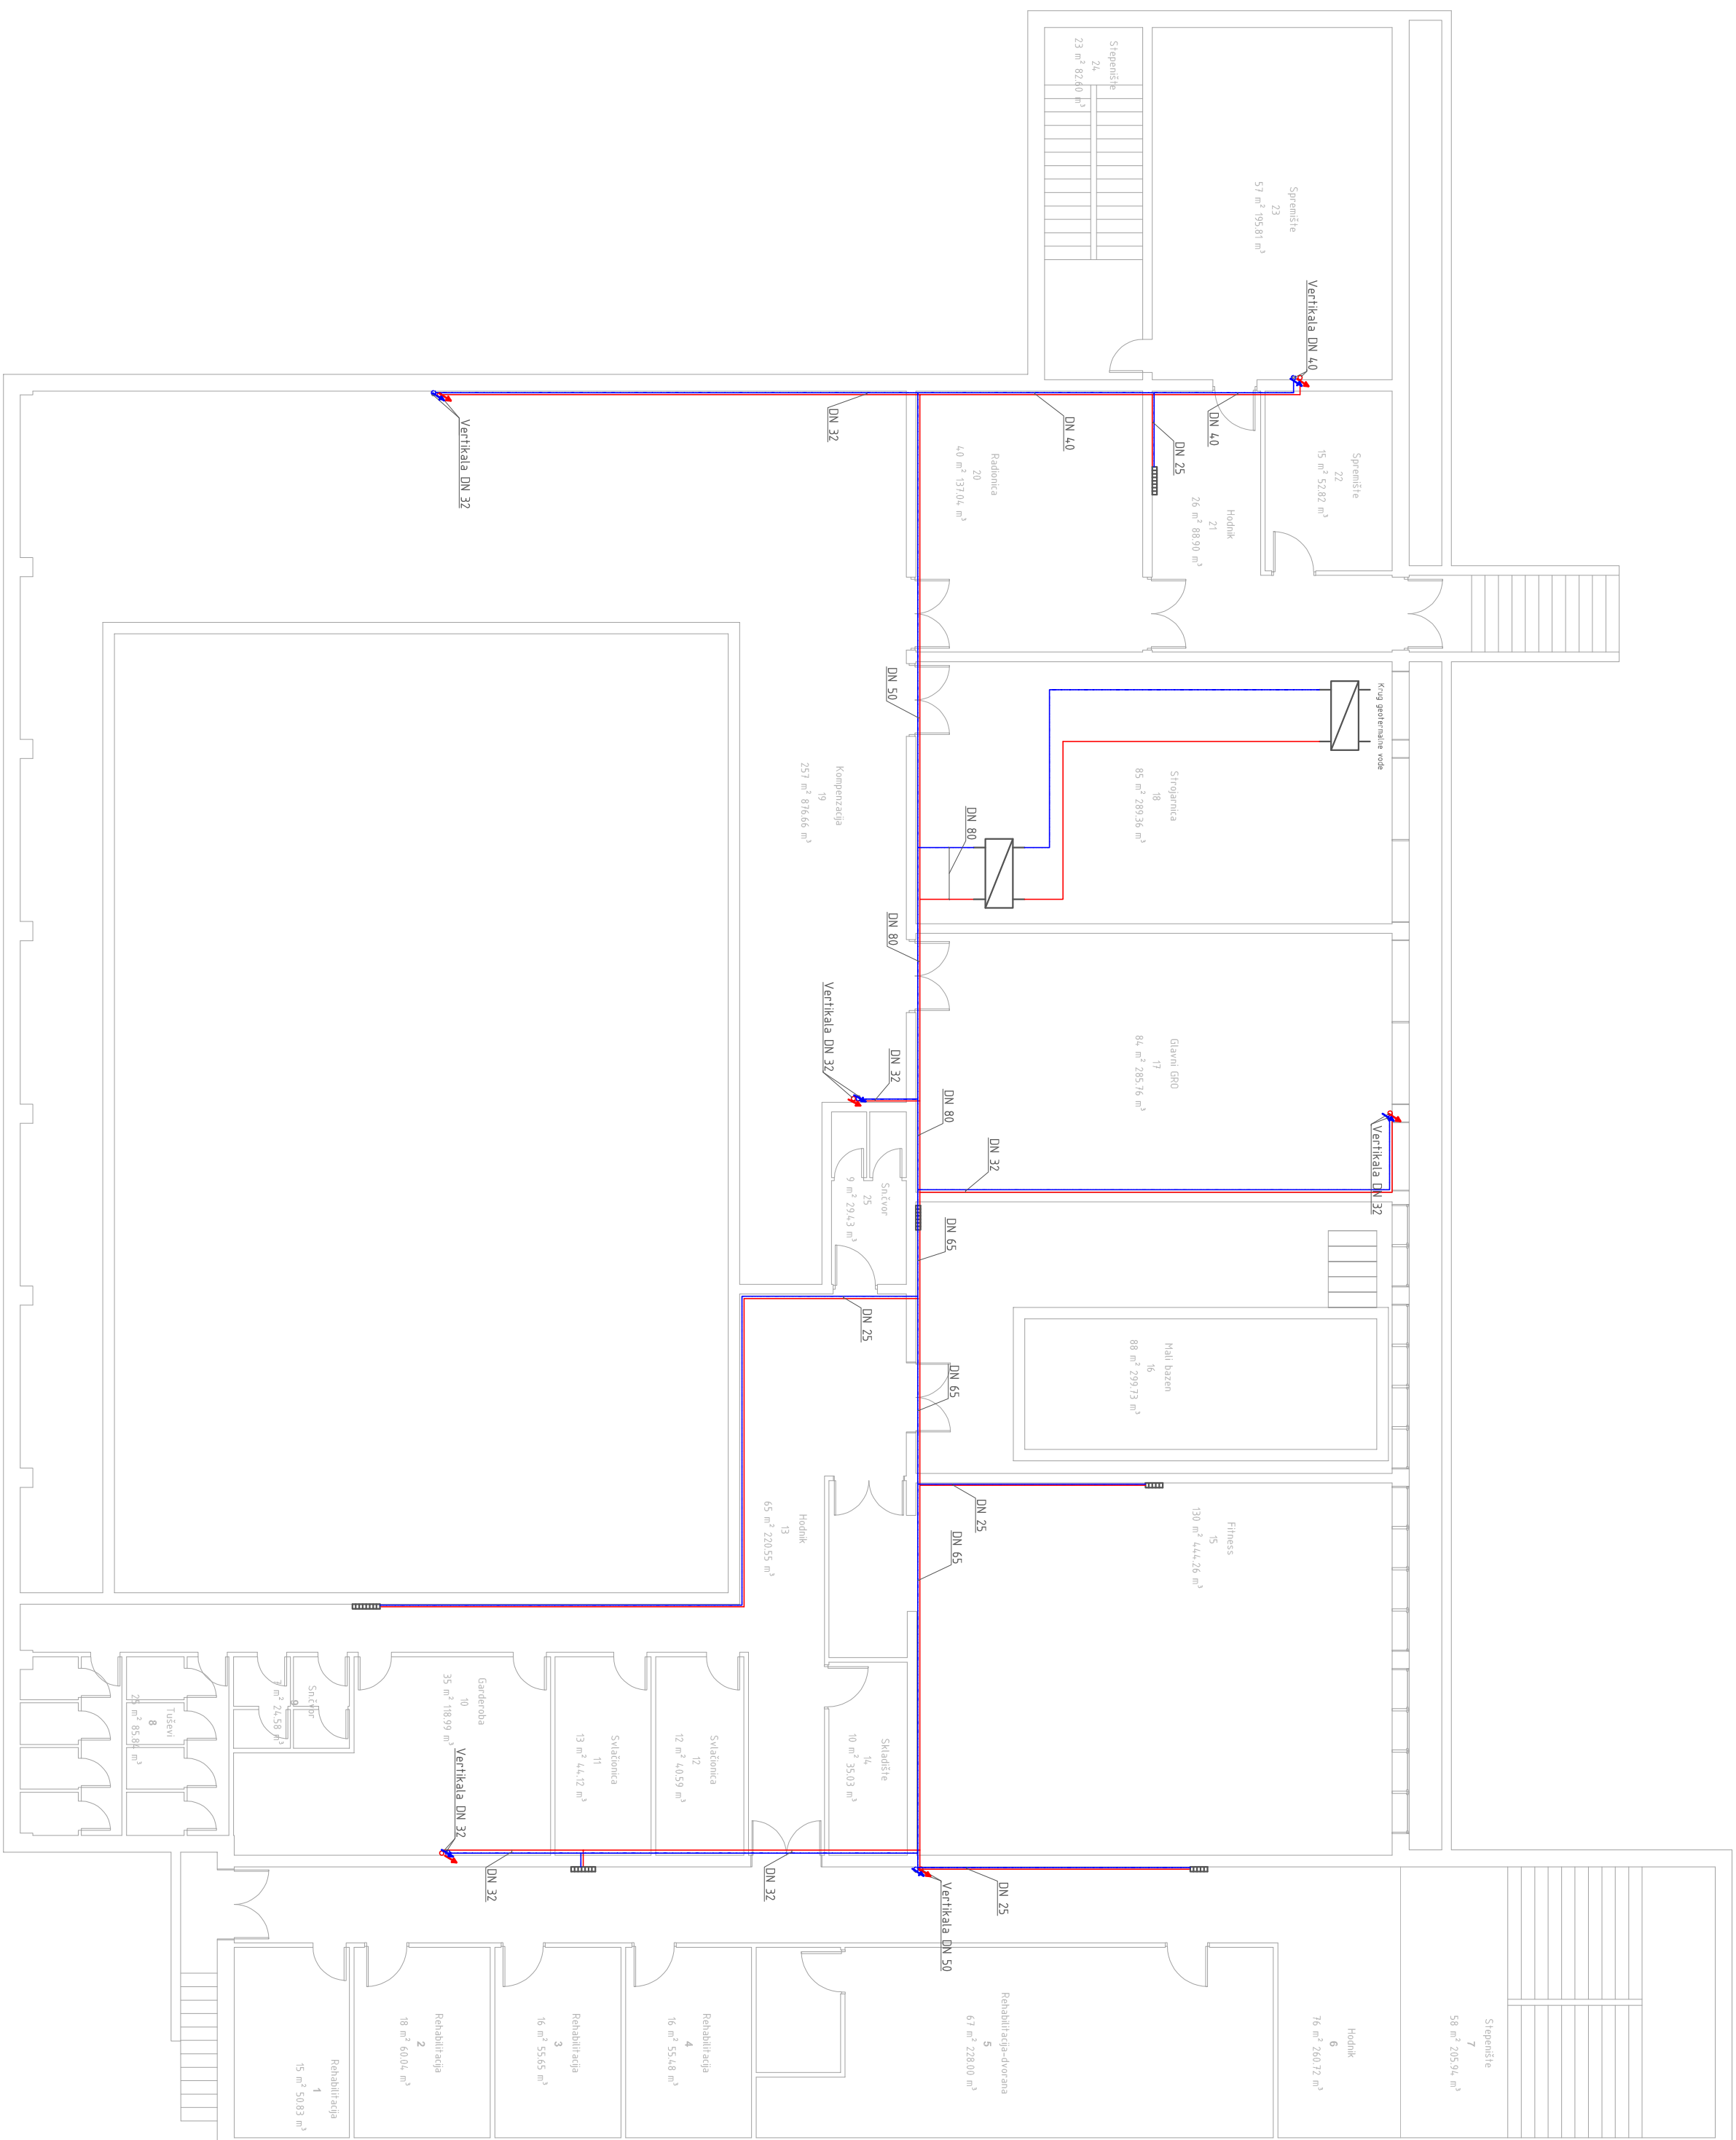 Stepenište
24
23 m² 82.60 m³
Spremište
23
57 m² 195.81 m³
Vertikala DN 40
DN 40
DN 40
DN 32
DN 25
Vertikala DN 32
Radionica
20
40 m² 137.04 m³
Spremište
22
15 m² 52.82 m³
Hodnik
21
26 m² 88.90 m³
DN 50
Krug geotermalne vode
Kompenzacija
19
257 m² 876.66 m³
Strojarnica
18
85 m² 289.36 m³
DN 80
DN 80
Vertikala DN 32
DN 32
DN 80
DN 32
Glavni GRO
17
84 m² 285.76 m³
Vertikala DN 32
Sn.čvor
25
9 m² 29.43 m³
DN 65
DN 25
DN 65
Mali bazen
16
88 m² 299.73 m³
Hodnik
13
65 m² 220.55 m³
DN 25
DN 65
Fitness
15
130 m² 444.26 m³
Tuševi
8
25 m²
Sn.čvor
9
24.58 m³
Garderoba
10
35 m² 118.99 m³
Svlačionica
11
13 m² 44.12 m³
Svlačionica
12
12 m² 40.59 m³
Skladište
14
10 m² 35.03 m³
Vertikala DN 32
DN 32
DN 32
Vertikala DN 50
DN 25
Rehabilitacija
1
15 m² 50.83 m³
Rehabilitacija
2
18 m² 60.04 m³
Rehabilitacija
3
16 m² 55.65 m³
Rehabilitacija
4
16 m² 55.48 m³
Rehabilitacija-dvorana
5
67 m² 228.00 m³
Hodnik
6
76 m² 260.72 m³
Stepenište
7
58 m² 205.94 m³